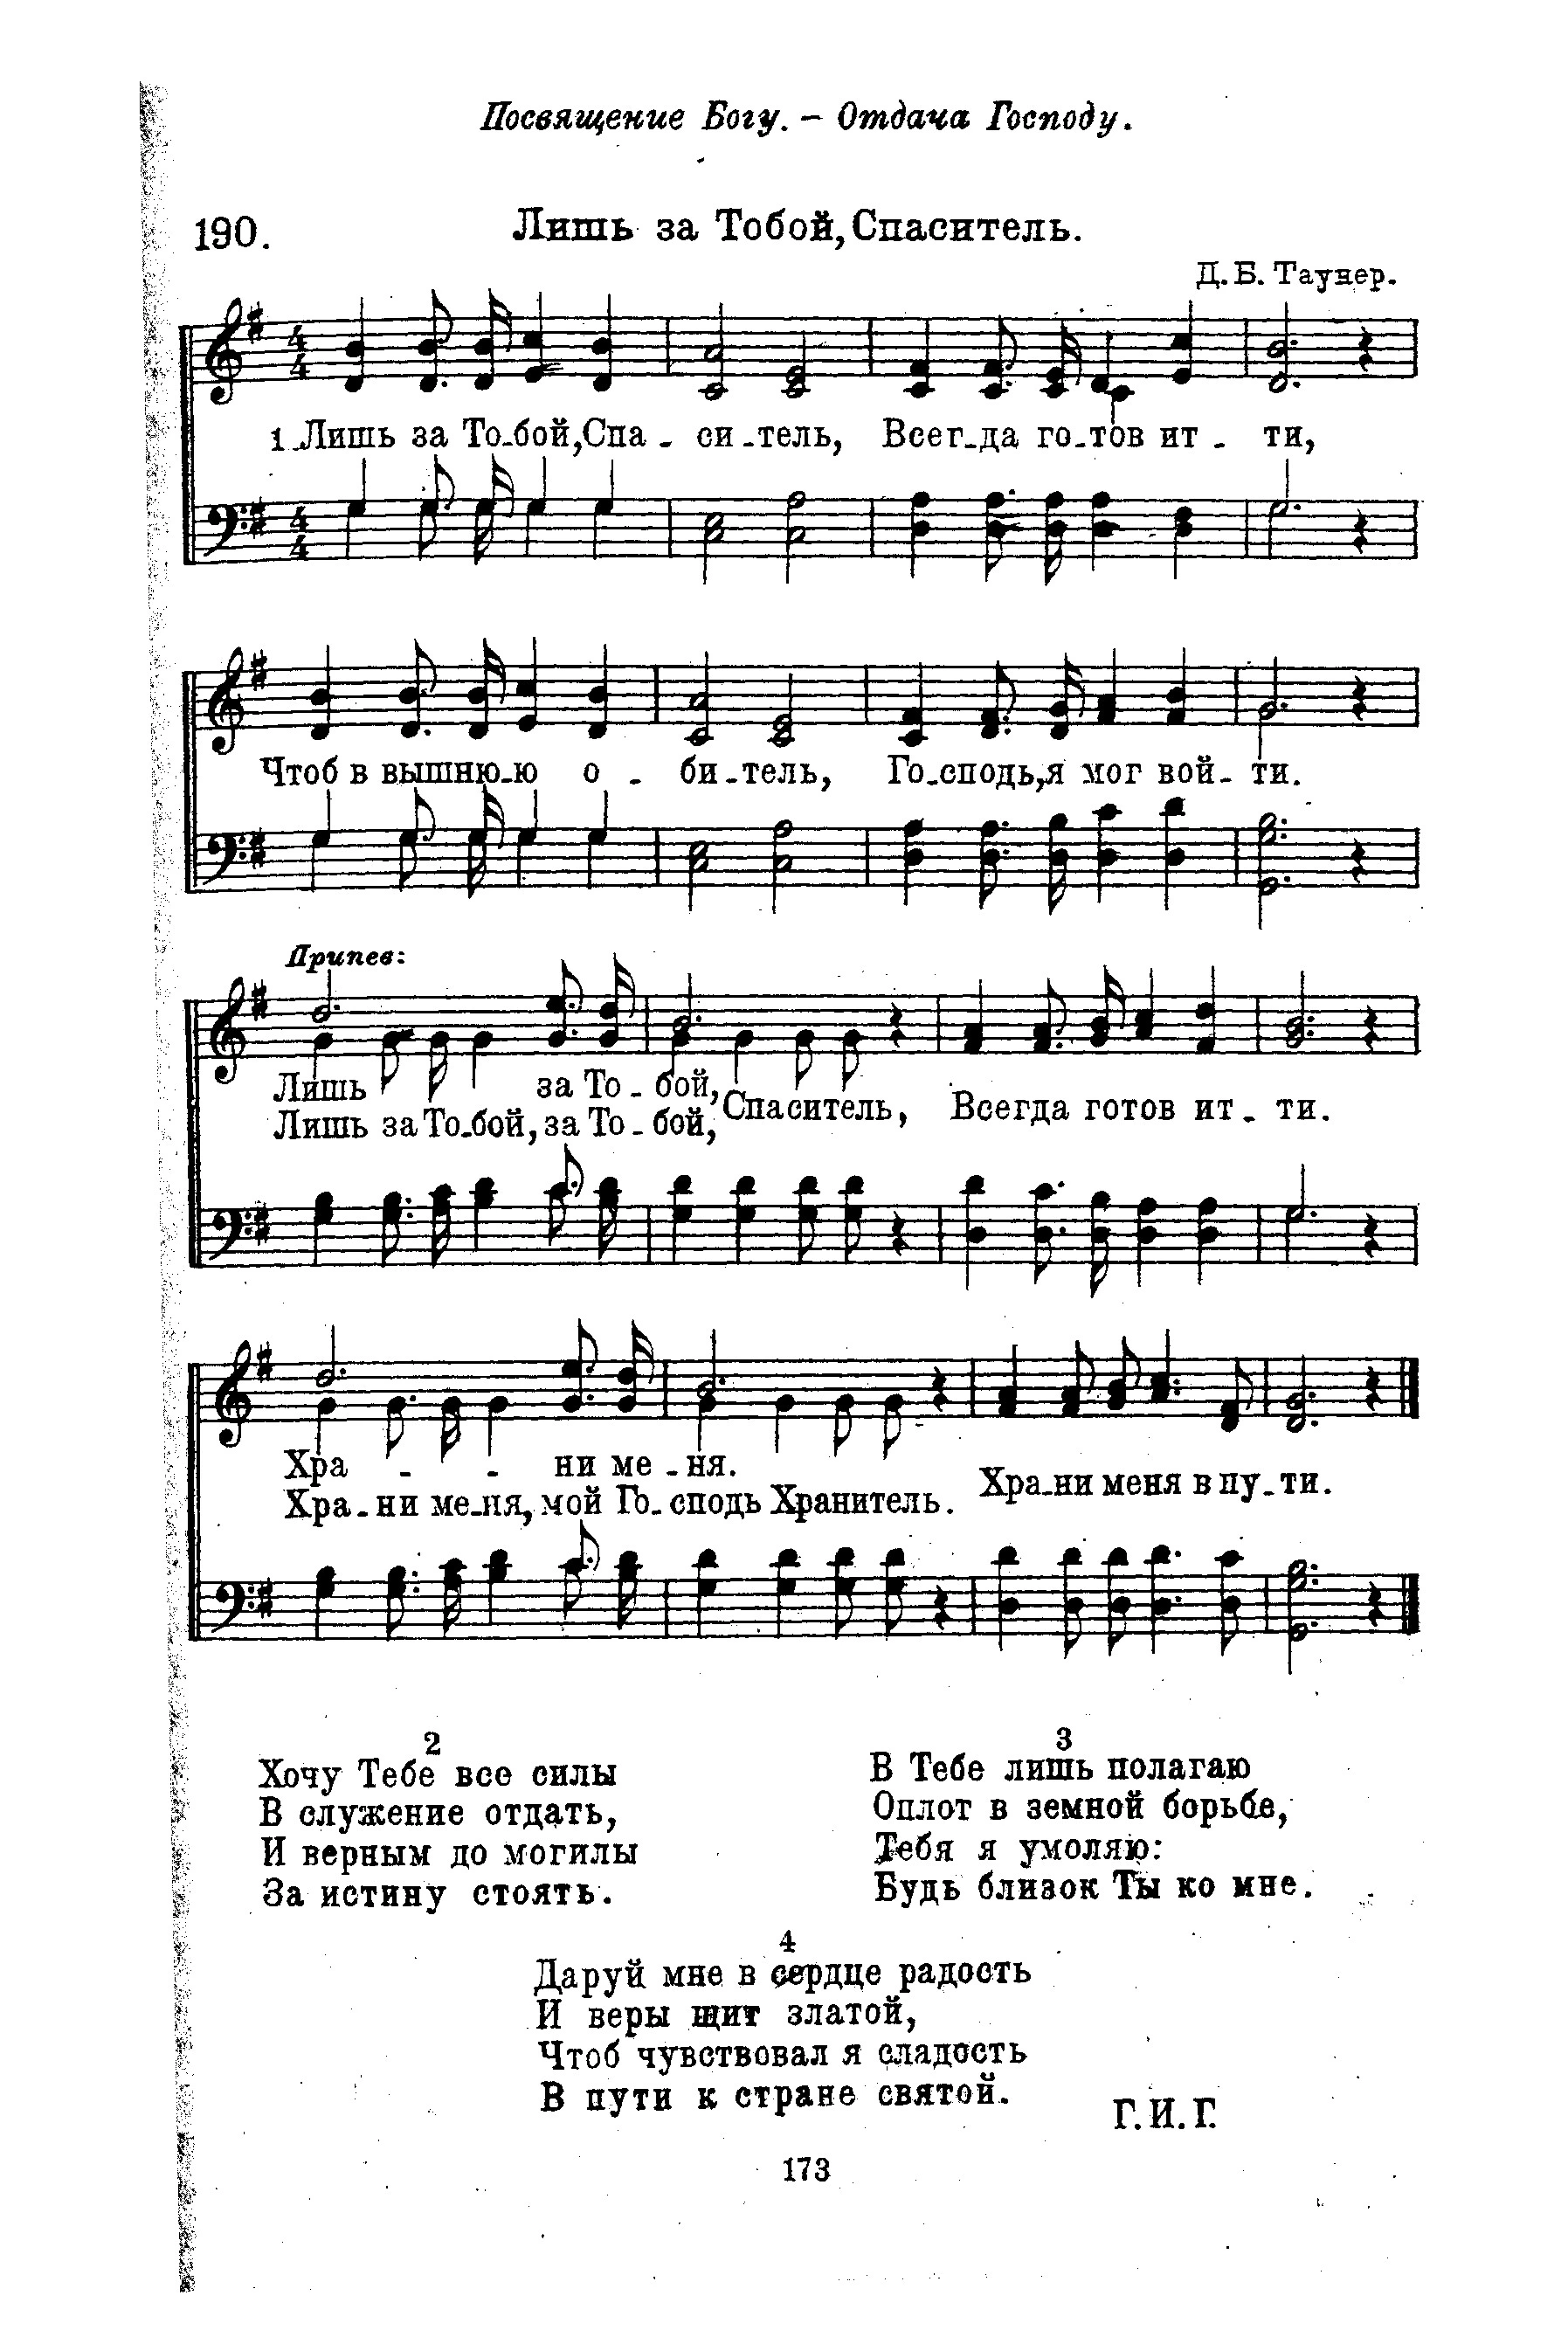 Посвящение Богу. – Отдача Господу.
190.
Лишь за Тобой, Спаситель.
Д. Б. Таунер.
1. Лишь за То-бой, Спа - си-тель, Всег-да го-тов ит - ти,
Чтоб в вышню-ю о - би-тель, Го-сподь, я мог вой- ти.
Припев:
Лишь за То - бой,
Лишь за То-бой, за То - бой, Спаситель, Всегда готов ит - ти.
Хра - - ни ме - ня.
Хра-ни ме-ня, мой Го-сподь Хранитель. Хра-ни меня в пу-ти.
2
Хочу Тебе все силы
В служение отдать,
И верным до могилы
За истину стоять.
3
В Тебе лишь полагаю
Оплот в земной борьбе,
Тебя я умоляю:
Будь близок Ты ко мне.
4
Даруй мне в сердце радость
И веры щит златой,
Чтоб чувствовал я сладость
В пути к стране святой.
Г. И. Г.
173